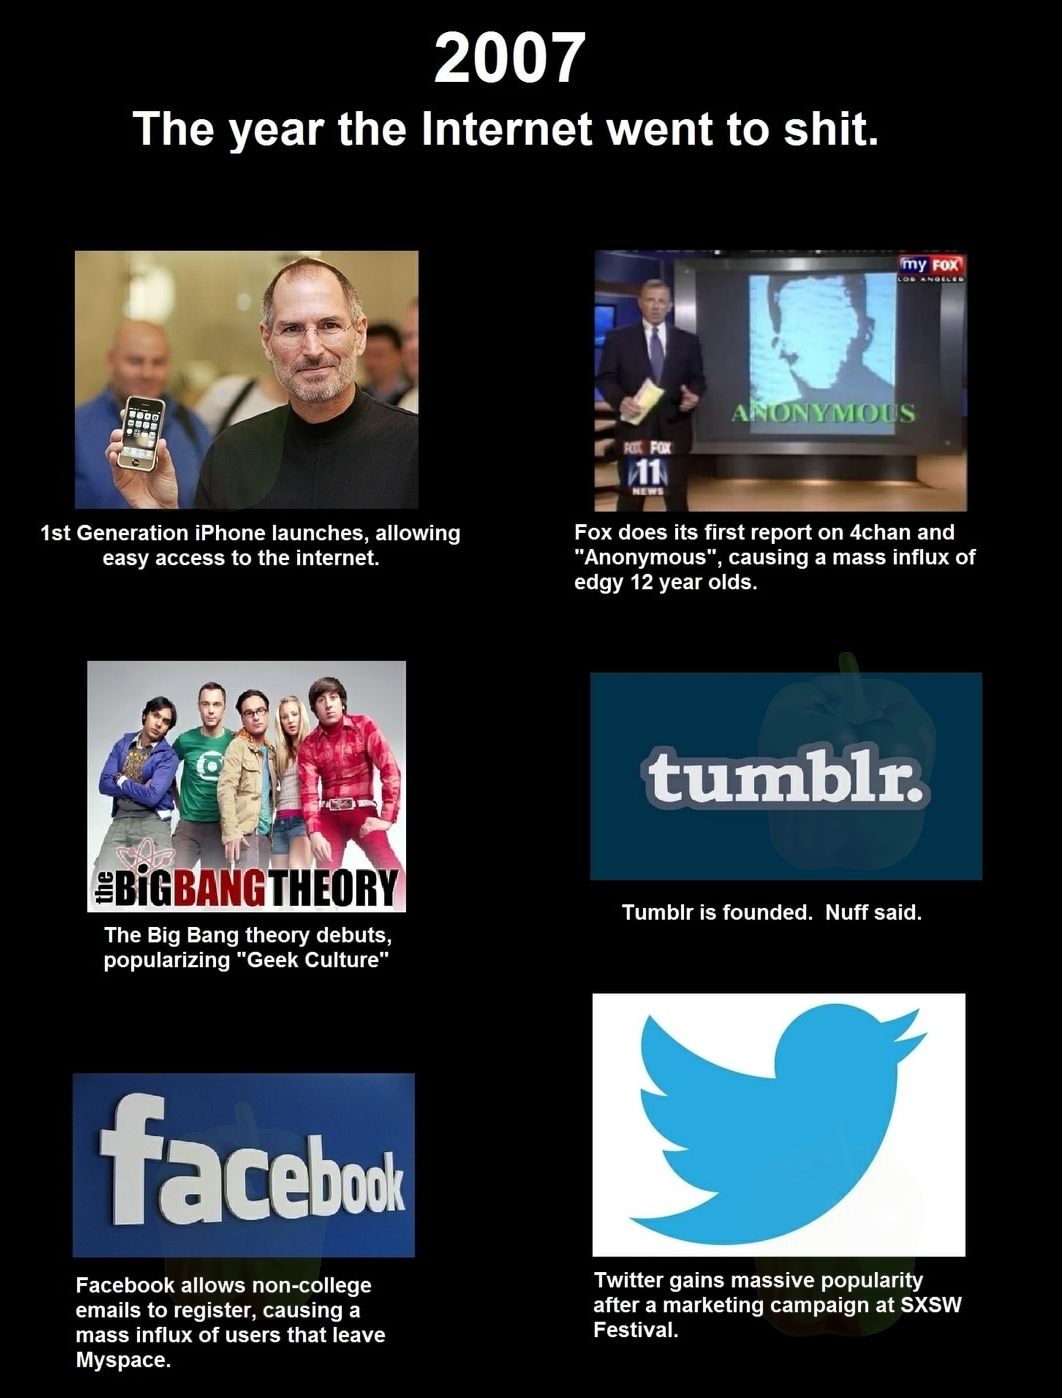 2007
The year the Internet went to shit.
my FOX
LOS ANGELES
ANONYMOUS
FOX FOX
11
NEWS
1st Generation iPhone launches, allowing
easy access to the internet.
Fox does its first report on 4chan and
"Anonymous", causing a mass influx of
edgy 12 year olds.
the BiGBANGTHEORY
The Big Bang theory debuts,
popularizing "Geek Culture"
tumblr.
Tumblr is founded.  Nuff said.
facebook
Facebook allows non-college
emails to register, causing a
mass influx of users that leave
Myspace.
Twitter gains massive popularity
after a marketing campaign at SXSW
Festival.